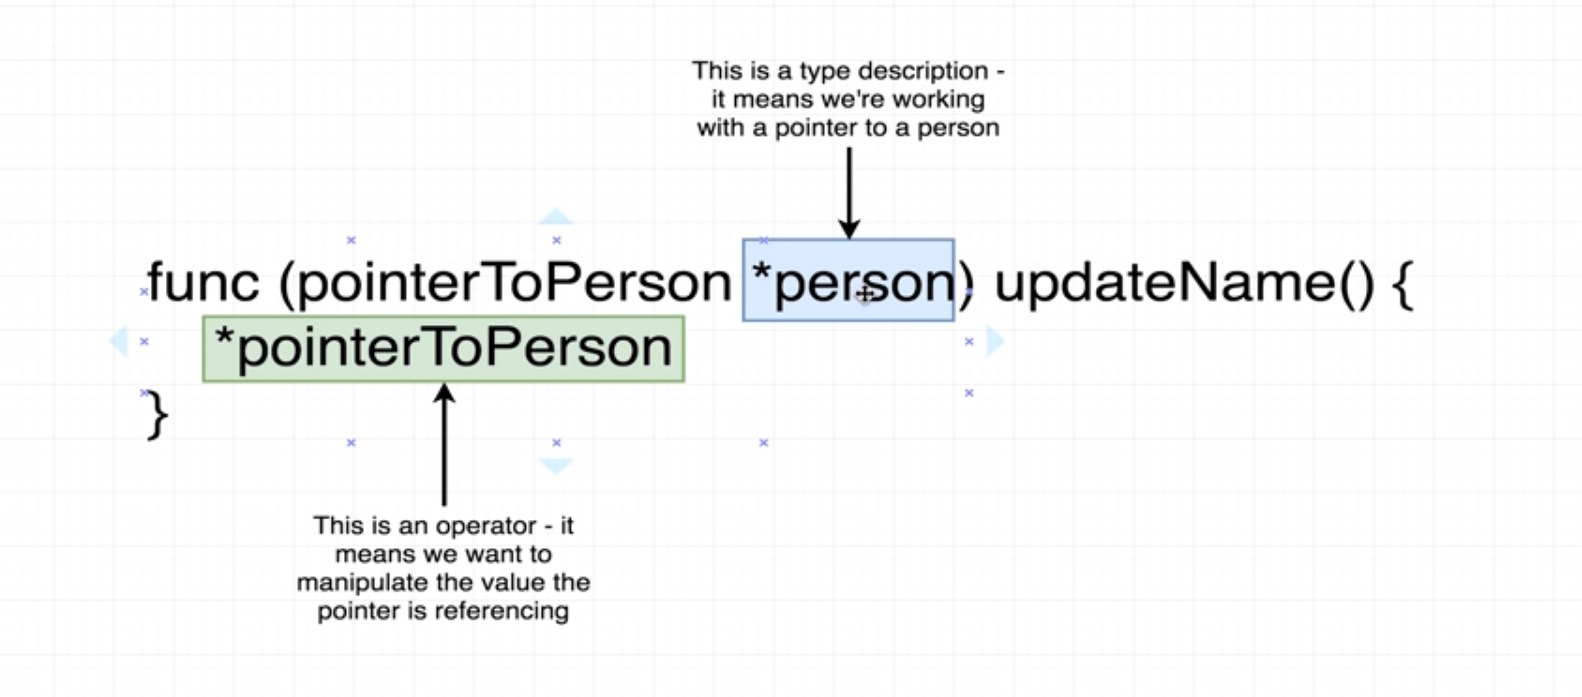 This is a type description -
it means we're working
with a pointer to a person
func (pointerToPerson *person) updateName() {
*pointerToPerson
}
This is an operator - it
means we want to
manipulate the value the
pointer is referencing